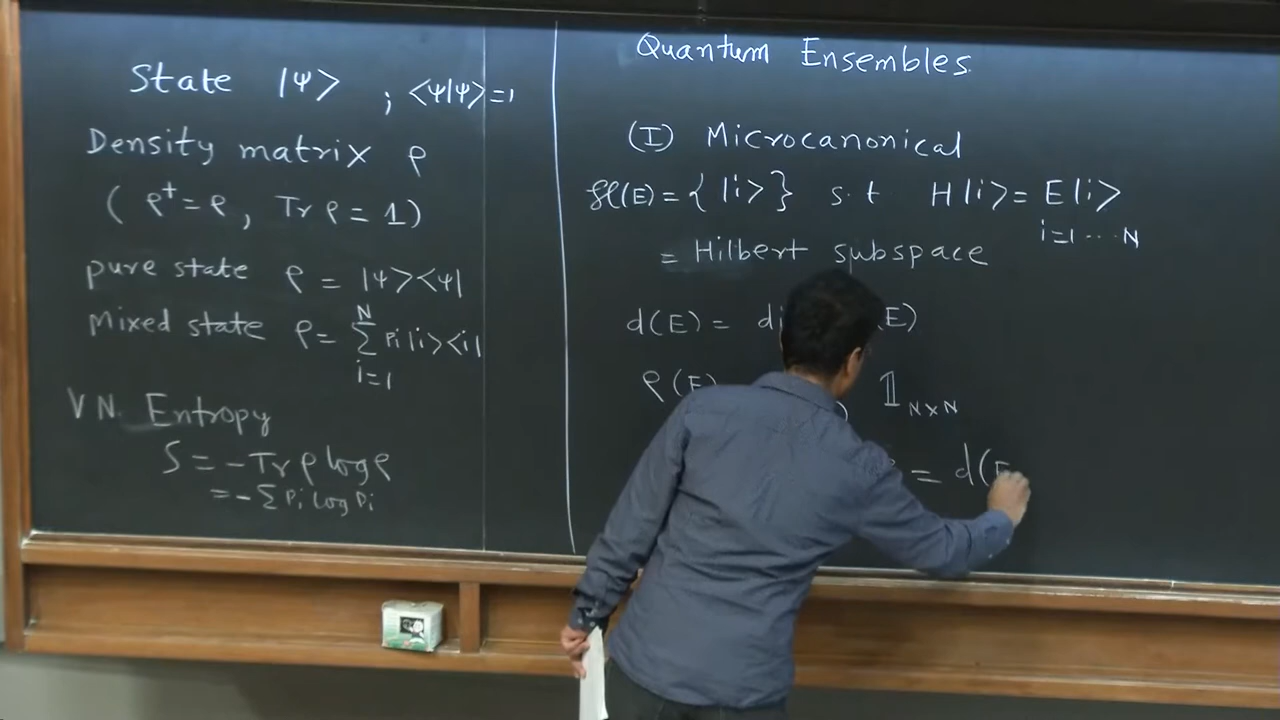 State |Ψ> ; <Ψ|Ψ>=1
Density matrix ρ
( ρ†=ρ, Tr ρ = 1)
pure state ρ = |Ψ><Ψ|
Mixed state ρ = Σ_{i=1}^{N} Pi |i><i|
V N. Entropy
S = -Tr ρ log ρ
= - Σ Pi log Pi
Quantum Ensembles.
(I) Microcanonical
ℋ(E) = { |i> } s.t H|i> = E|i>
i=1 ... N
= Hilbert subspace
d(E) = (E)
ρ(E) 𝟙 N×N
= d(E